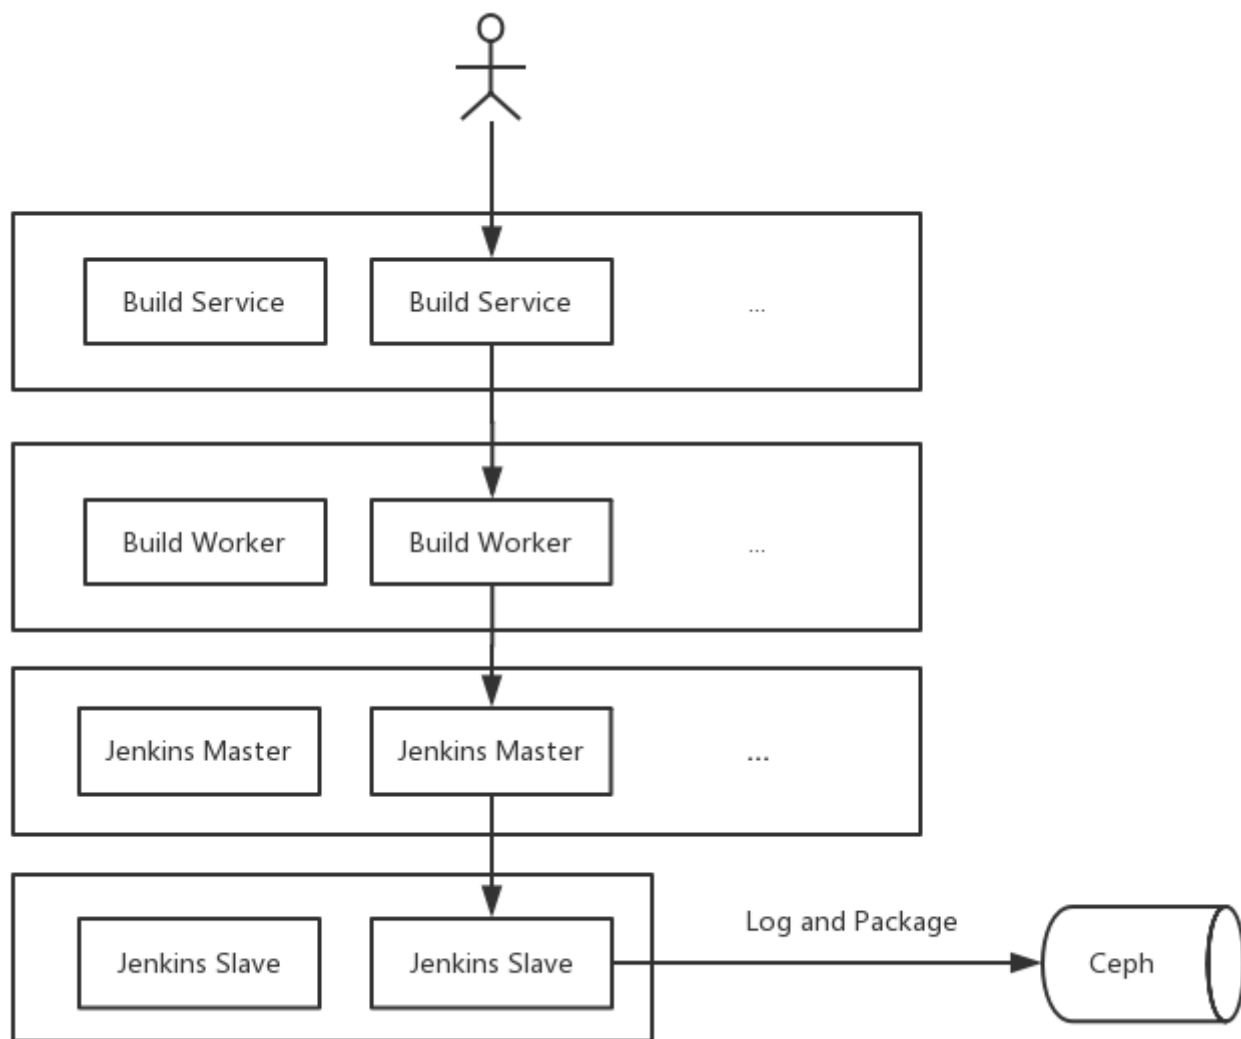 Build Service
Build Service
...
Build Worker
Build Worker
...
Jenkins Master
Jenkins Master
...
Log and Package
Jenkins Slave
Jenkins Slave
Ceph